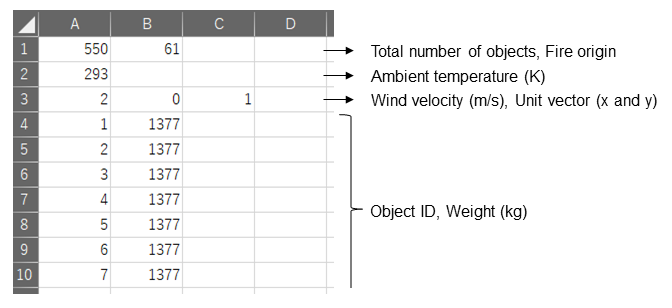 A B C D
1 550 61 Total number of objects, Fire origin
2 293 Ambient temperature (K)
3 2 0 1 Wind velocity (m/s), Unit vector (x and y)
4 1 1377
5 2 1377
6 3 1377
7 4 1377
Object ID, Weight (kg)
8 5 1377
9 6 1377
10 7 1377